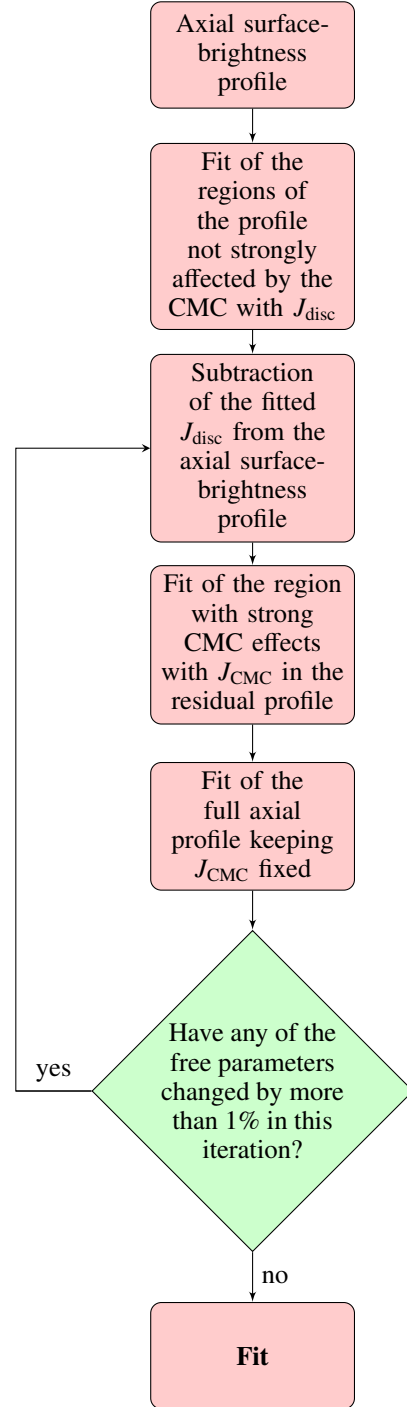 Axial surface-
brightness
profile
Fit of the
regions of
the profile
not strongly
affected by the
CMC with J_disc
Subtraction
of the fitted
J_disc from the
axial surface-
brightness
profile
Fit of the region
with strong
CMC effects
with J_CMC in the
residual profile
Fit of the
full axial
profile keeping
J_CMC fixed
Have any of the
free parameters
changed by more
than 1% in this
iteration?
yes
no
Fit